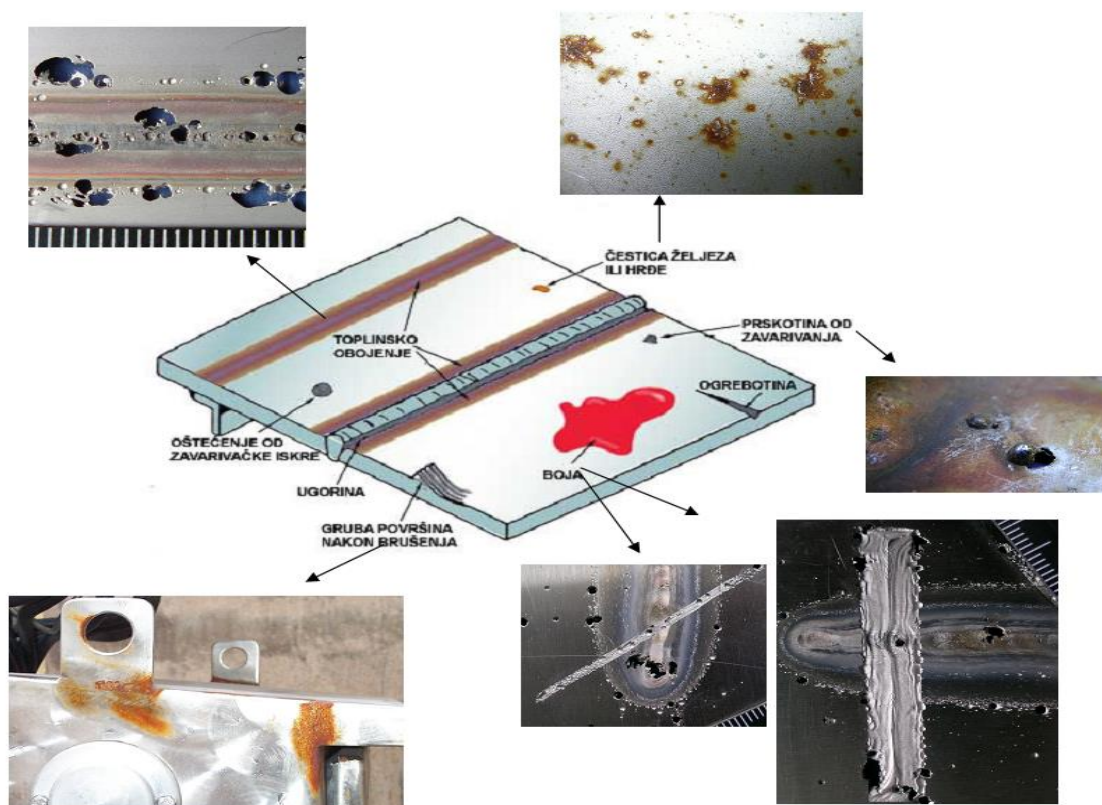 ČESTICA ŽELJEZA
ILI HRĐE
PRSKOTINA OD
ZAVARIVANJA
TOPLINSKO
OBOJENJE
OGREBOTINA
OŠTEĆENJE OD
ZAVARIVAČKE ISKRE
BOJA
UGORINA
GRUBA POVRŠINA
NAKON BRUŠENJA